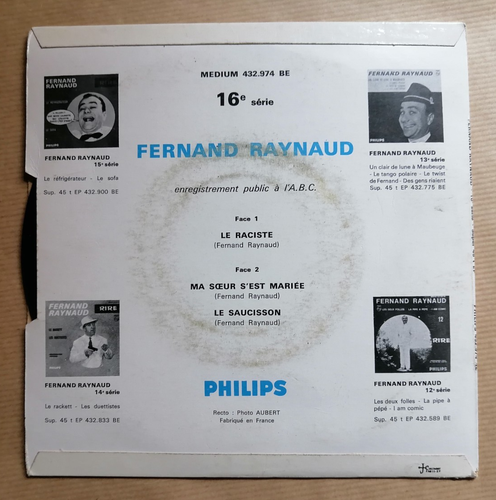 MEDIUM 432.974 BE
16e série
FERNAND RAYNAUD
enregistrement public à l'A.B.C.
Face 1
LE RACISTE
(Fernand Raynaud)
Face 2
MA SŒUR S'EST MARIÉE
(Fernand Raynaud)
LE SAUCISSON
(Fernand Raynaud)
PHILIPS
Recto : Photo AUBERT
Fabriqué en France
FERNAND
RAYNAUD
FERNAND RAYNAUD
15e série
Le réfrigérateur - Le sofa
Sup. 45 t EP 432.900 BE
FERNAND RAYNAUD
13e série
Un clair de lune à Maubeuge
- Le tango polaire - Le twist
de Fernand - Des gens riaient
Sup. 45 t EP 432.775 BE
FERNAND
RAYNAUD
RIRE
FERNAND RAYNAUD
14e série
Le rackett - Les duettistes
Sup. 45 t EP 432.833 BE
FERNAND RAYNAUD
12
RIRE
FERNAND RAYNAUD
12e série
Les deux folles - La pipe à
pépé - I am comic
Sup. 45 t EP 432.589 BE